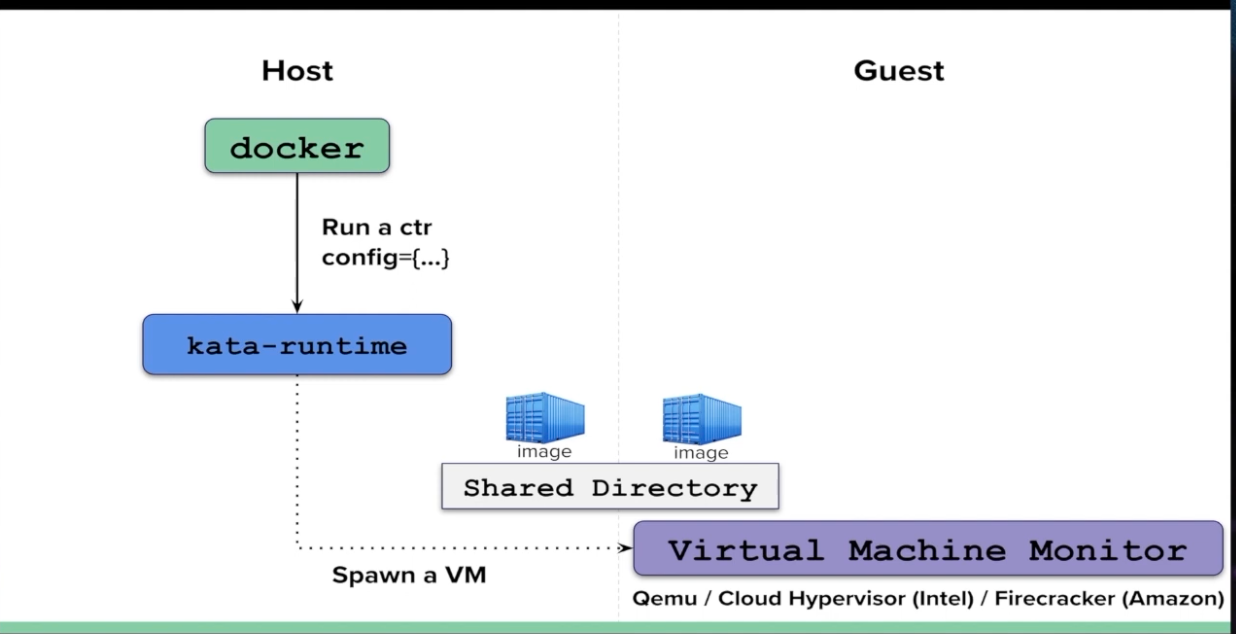 Host
Guest
docker
Run a ctr
config={...}
kata-runtime
image
image
Shared Directory
Virtual Machine Monitor
Spawn a VM
Qemu / Cloud Hypervisor (Intel) / Firecracker (Amazon)